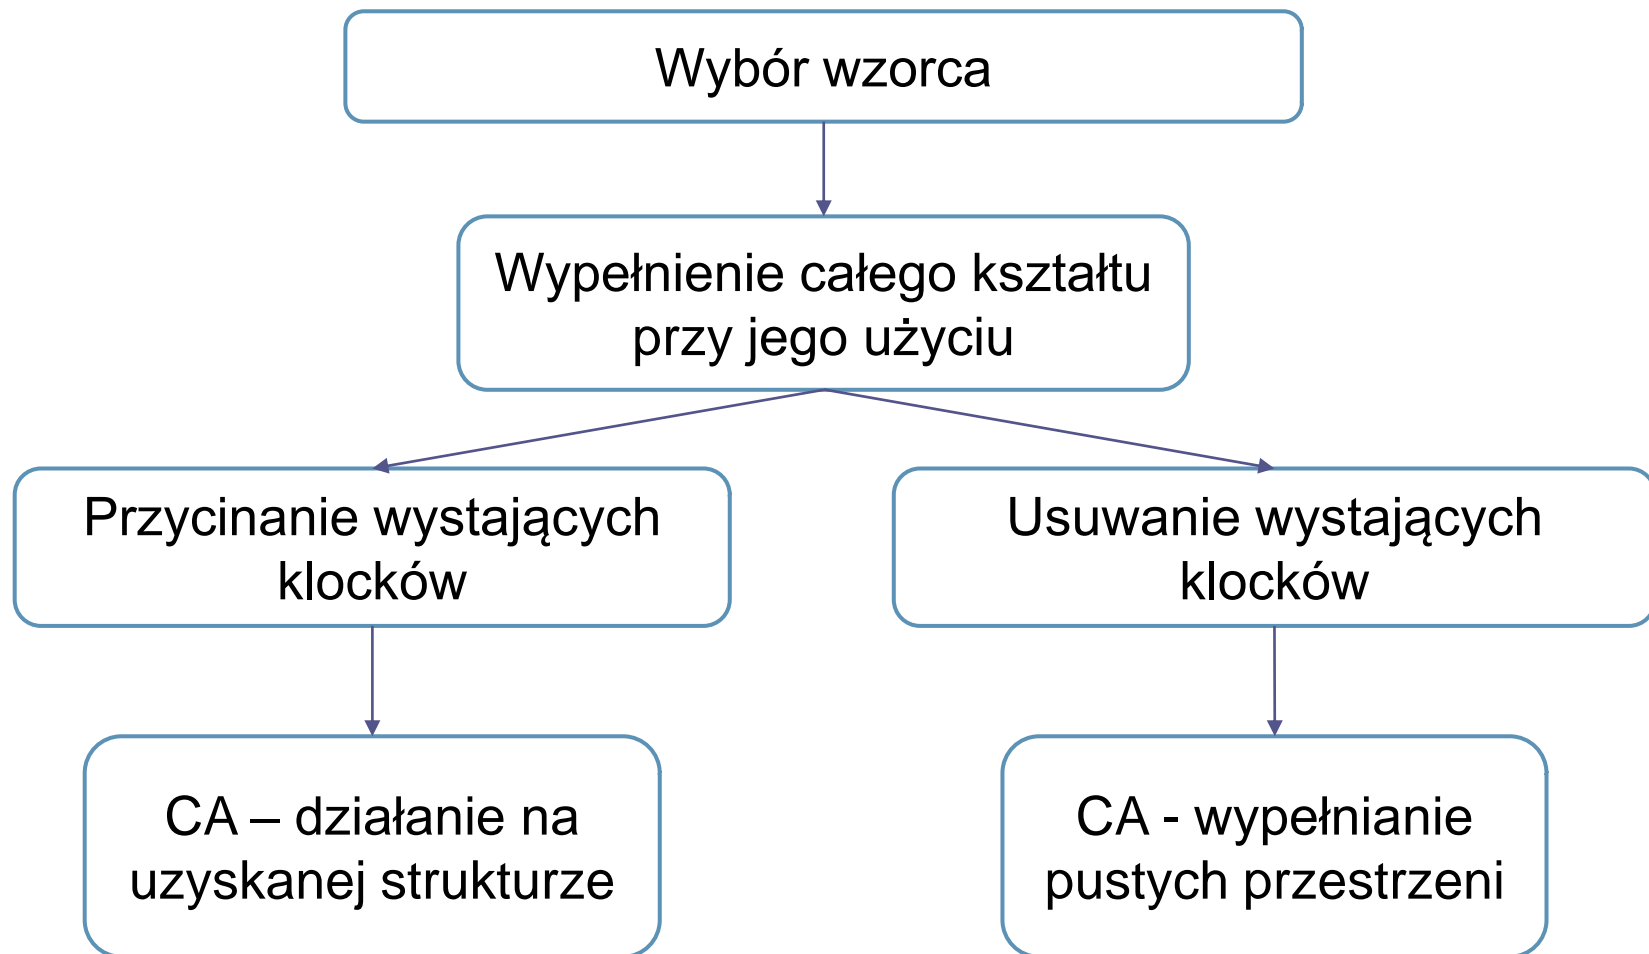 Wybór wzorca
Wypełnienie całego kształtu
przy jego użyciu
Przycinanie wystających
klocków
Usuwanie wystających
klocków
CA – działanie na
uzyskanej strukturze
CA - wypełnianie
pustych przestrzeni